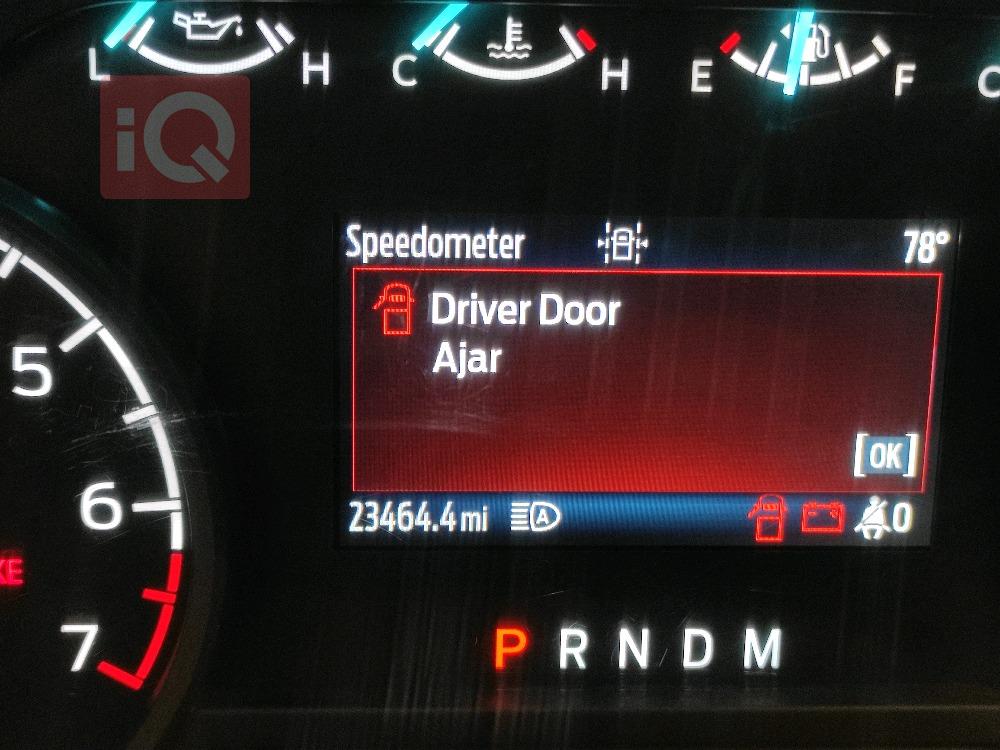 L H C H E F C
iQ
Speedometer 78°
Driver Door
Ajar
[OK]
23464.4 mi A 0
5
6
7
P R N D M